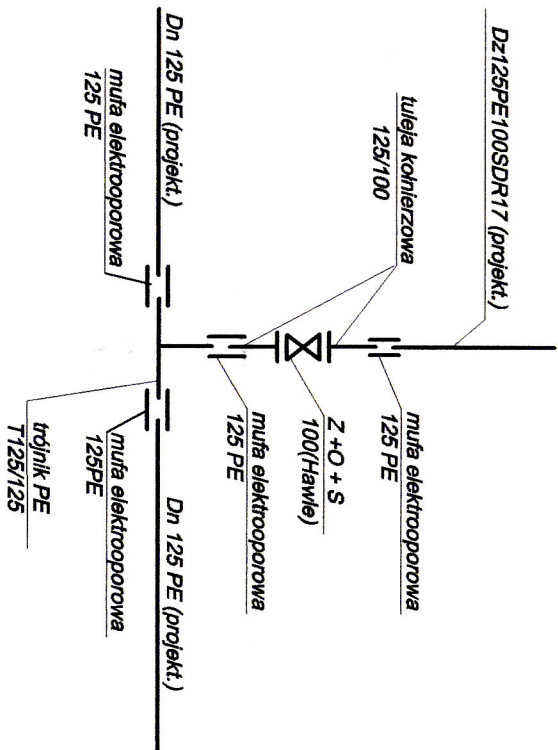 Dz125PE100SDR17 (projekt.)
tuleja kołnierzowa
125/100
mufa elektrooporowa
125 PE
Z +O + S
100(Hawle)
mufa elektrooporowa
125 PE
Dn 125 PE (projekt.)
mufa elektrooporowa
125 PE
Dn 125 PE (projekt.)
mufa elektrooporowa
125PE
trójnik PE
T125/125